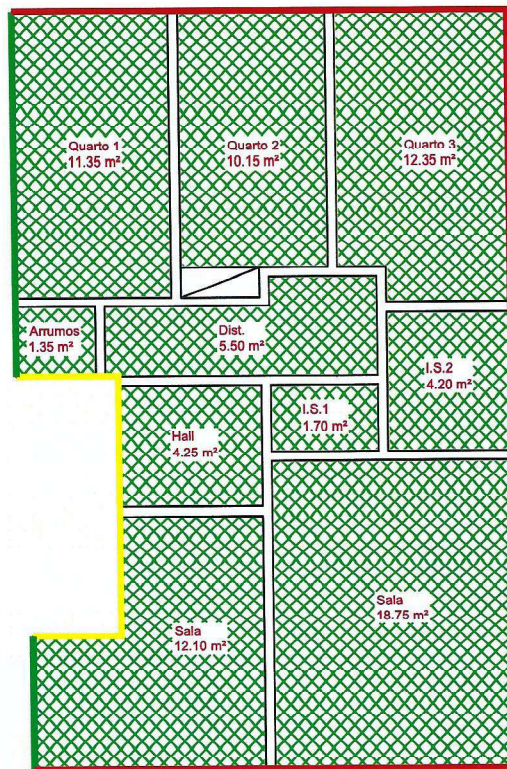 Quarto 1
11.35 m²
Quarto 2
10.15 m²
Quarto 3
12.35 m²
Arrumos
1.35 m²
Dist.
5.50 m²
I.S.2
4.20 m²
I.S.1
1.70 m²
Hall
4.25 m²
Sala
18.75 m²
Sala
12.10 m²